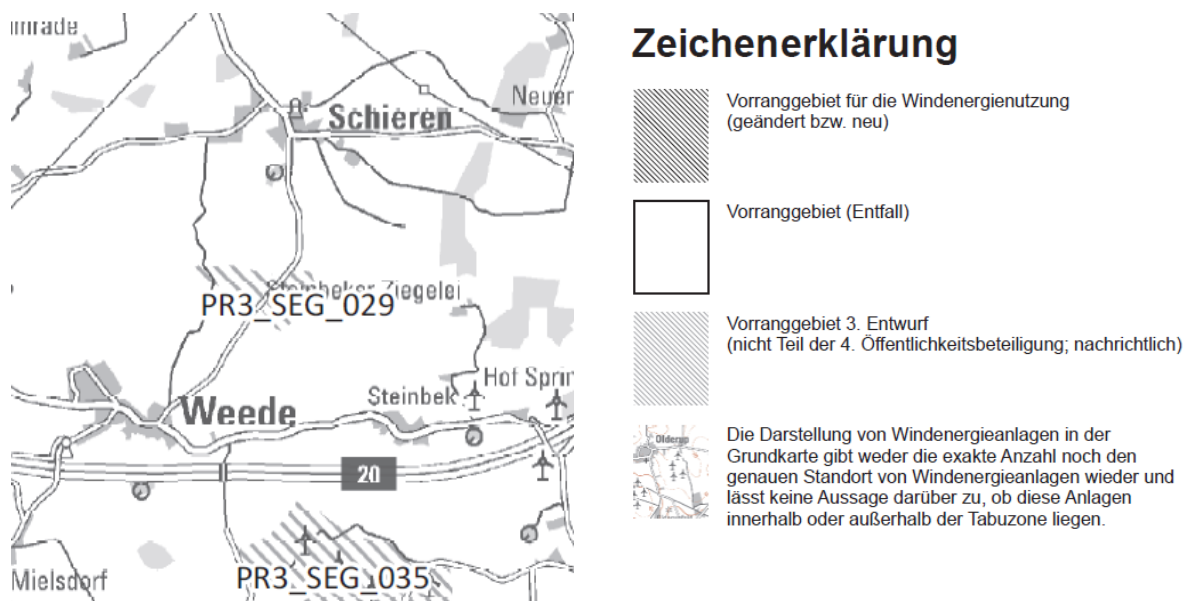 Schieren
Neuer
Steinbeker Ziegelei
PR3_SEG_029
Hof Sprin
Steinbek
Weede
20
PR3_SEG_035
Mielsdorf
Zeichenerklärung
Vorranggebiet für die Windenergienutzung
(geändert bzw. neu)
Vorranggebiet (Entfall)
Vorranggebiet 3. Entwurf
(nicht Teil der 4. Öffentlichkeitsbeteiligung; nachrichtlich)
Olderup
Die Darstellung von Windenergieanlagen in der
Grundkarte gibt weder die exakte Anzahl noch den
genauen Standort von Windenergieanlagen wieder und
lässt keine Aussage darüber zu, ob diese Anlagen
innerhalb oder außerhalb der Tabuzone liegen.